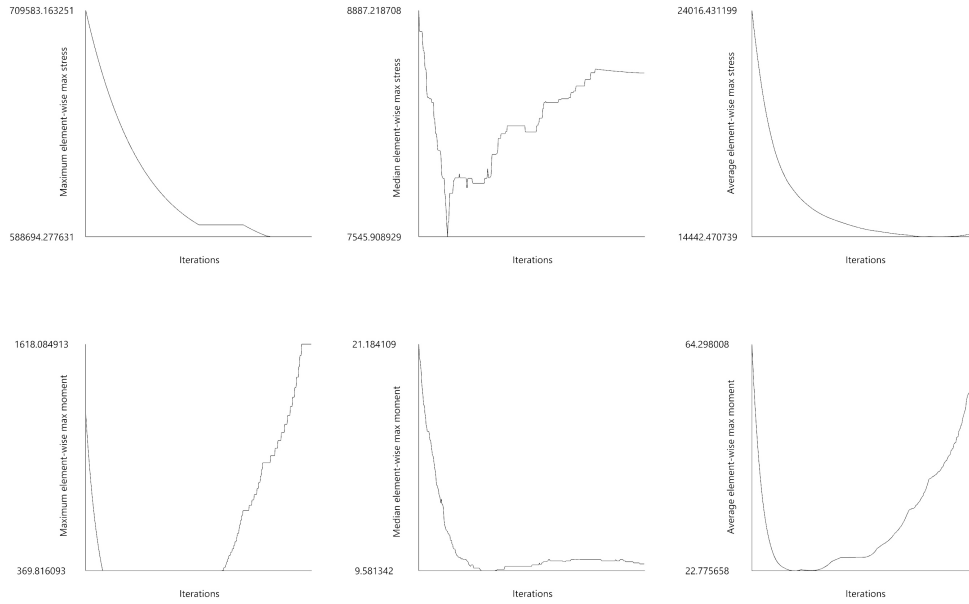 709583.163251
Maximum element-wise max stress
588694.277631
Iterations
8887.218708
Median element-wise max stress
7545.908929
Iterations
24016.431199
Average element-wise max stress
14442.470739
Iterations
1618.084913
Maximum element-wise max moment
369.816093
Iterations
21.184109
Median element-wise max moment
9.581342
Iterations
64.298008
Average element-wise max moment
22.775658
Iterations